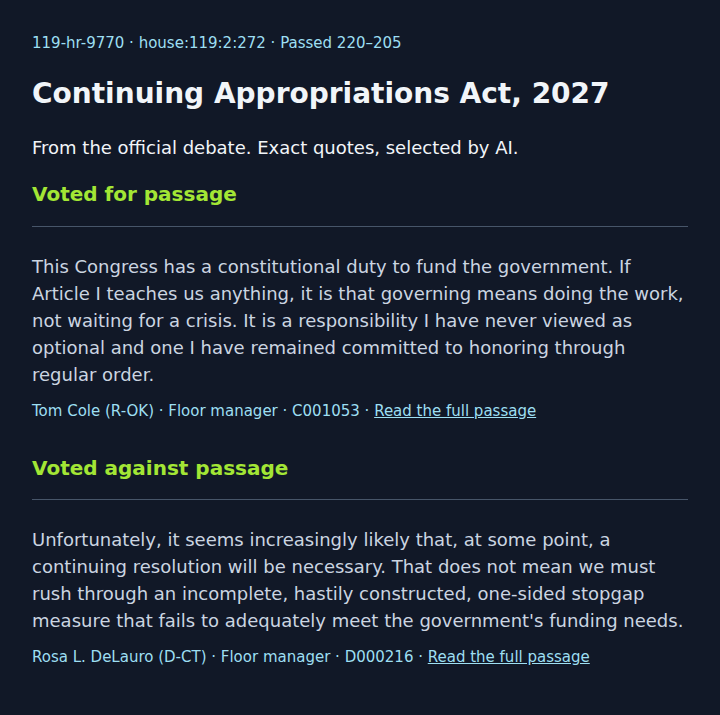 119-hr-9770 · house:119:2:272 · Passed 220–205
Continuing Appropriations Act, 2027
From the official debate. Exact quotes, selected by AI.
Voted for passage
This Congress has a constitutional duty to fund the government. If
Article I teaches us anything, it is that governing means doing the work,
not waiting for a crisis. It is a responsibility I have never viewed as
optional and one I have remained committed to honoring through
regular order.
Tom Cole (R-OK) · Floor manager · C001053 · Read the full passage
Voted against passage
Unfortunately, it seems increasingly likely that, at some point, a
continuing resolution will be necessary. That does not mean we must
rush through an incomplete, hastily constructed, one-sided stopgap
measure that fails to adequately meet the government's funding needs.
Rosa L. DeLauro (D-CT) · Floor manager · D000216 · Read the full passage